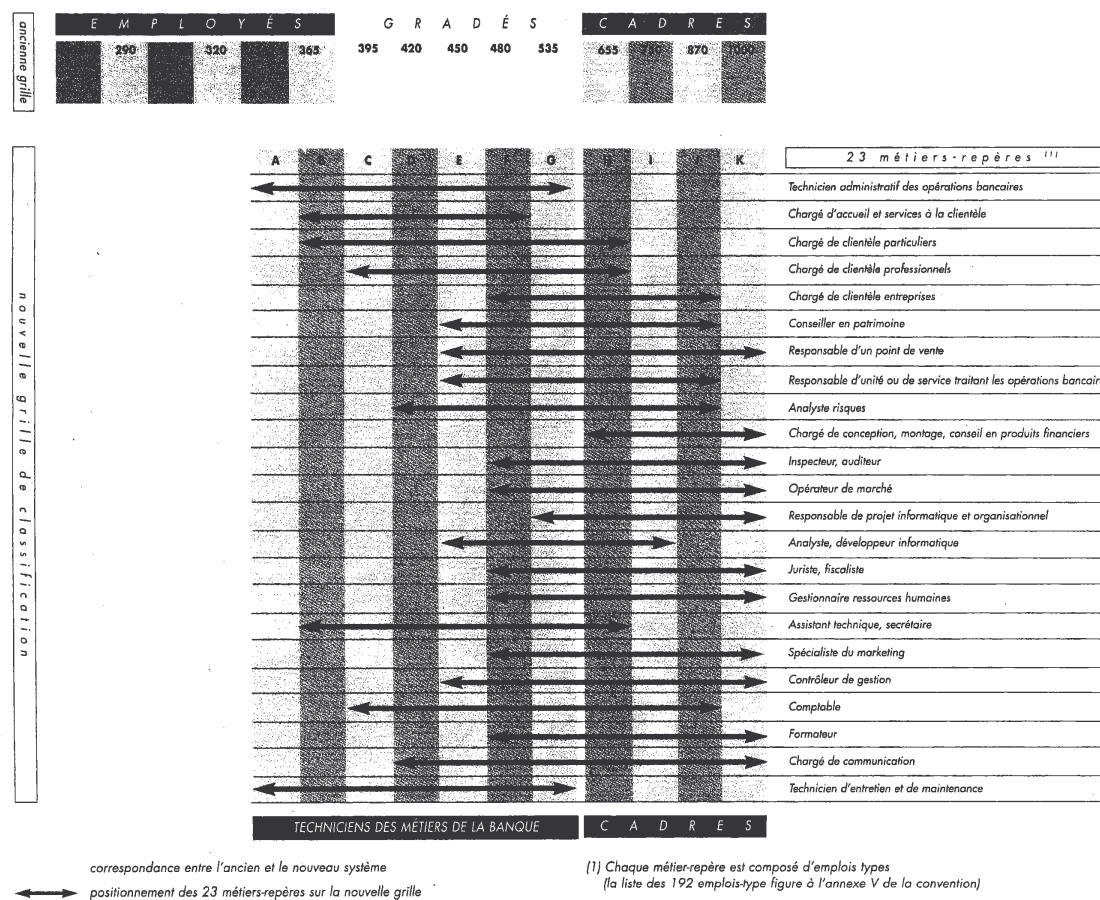 ancienne grille
EMPLOYÉS GRADÉS CADRES
290 320 365 395 420 450 480 535 655 750 870 1000
nouvelle grille de classification
A B C D E F G H I J K
23 métiers-repères (1)
Technicien administratif des opérations bancaires
Chargé d'accueil et services à la clientèle
Chargé de clientèle particuliers
Chargé de clientèle professionnels
Chargé de clientèle entreprises
Conseiller en patrimoine
Responsable d'un point de vente
Responsable d'unité ou de service traitant les opérations bancair
Analyste risques
Chargé de conception, montage, conseil en produits financiers
Inspecteur, auditeur
Opérateur de marché
Responsable de projet informatique et organisationnel
Analyste, développeur informatique
Juriste, fiscaliste
Gestionnaire ressources humaines
Assistant technique, secrétaire
Spécialiste du marketing
Contrôleur de gestion
Comptable
Formateur
Chargé de communication
Technicien d'entretien et de maintenance
TECHNICIENS DES MÉTIERS DE LA BANQUE CADRES
correspondance entre l'ancien et le nouveau système
positionnement des 23 métiers-repères sur la nouvelle grille
(1) Chaque métier-repère est composé d'emplois types
(la liste des 192 emplois-type figure à l'annexe V de la convention)